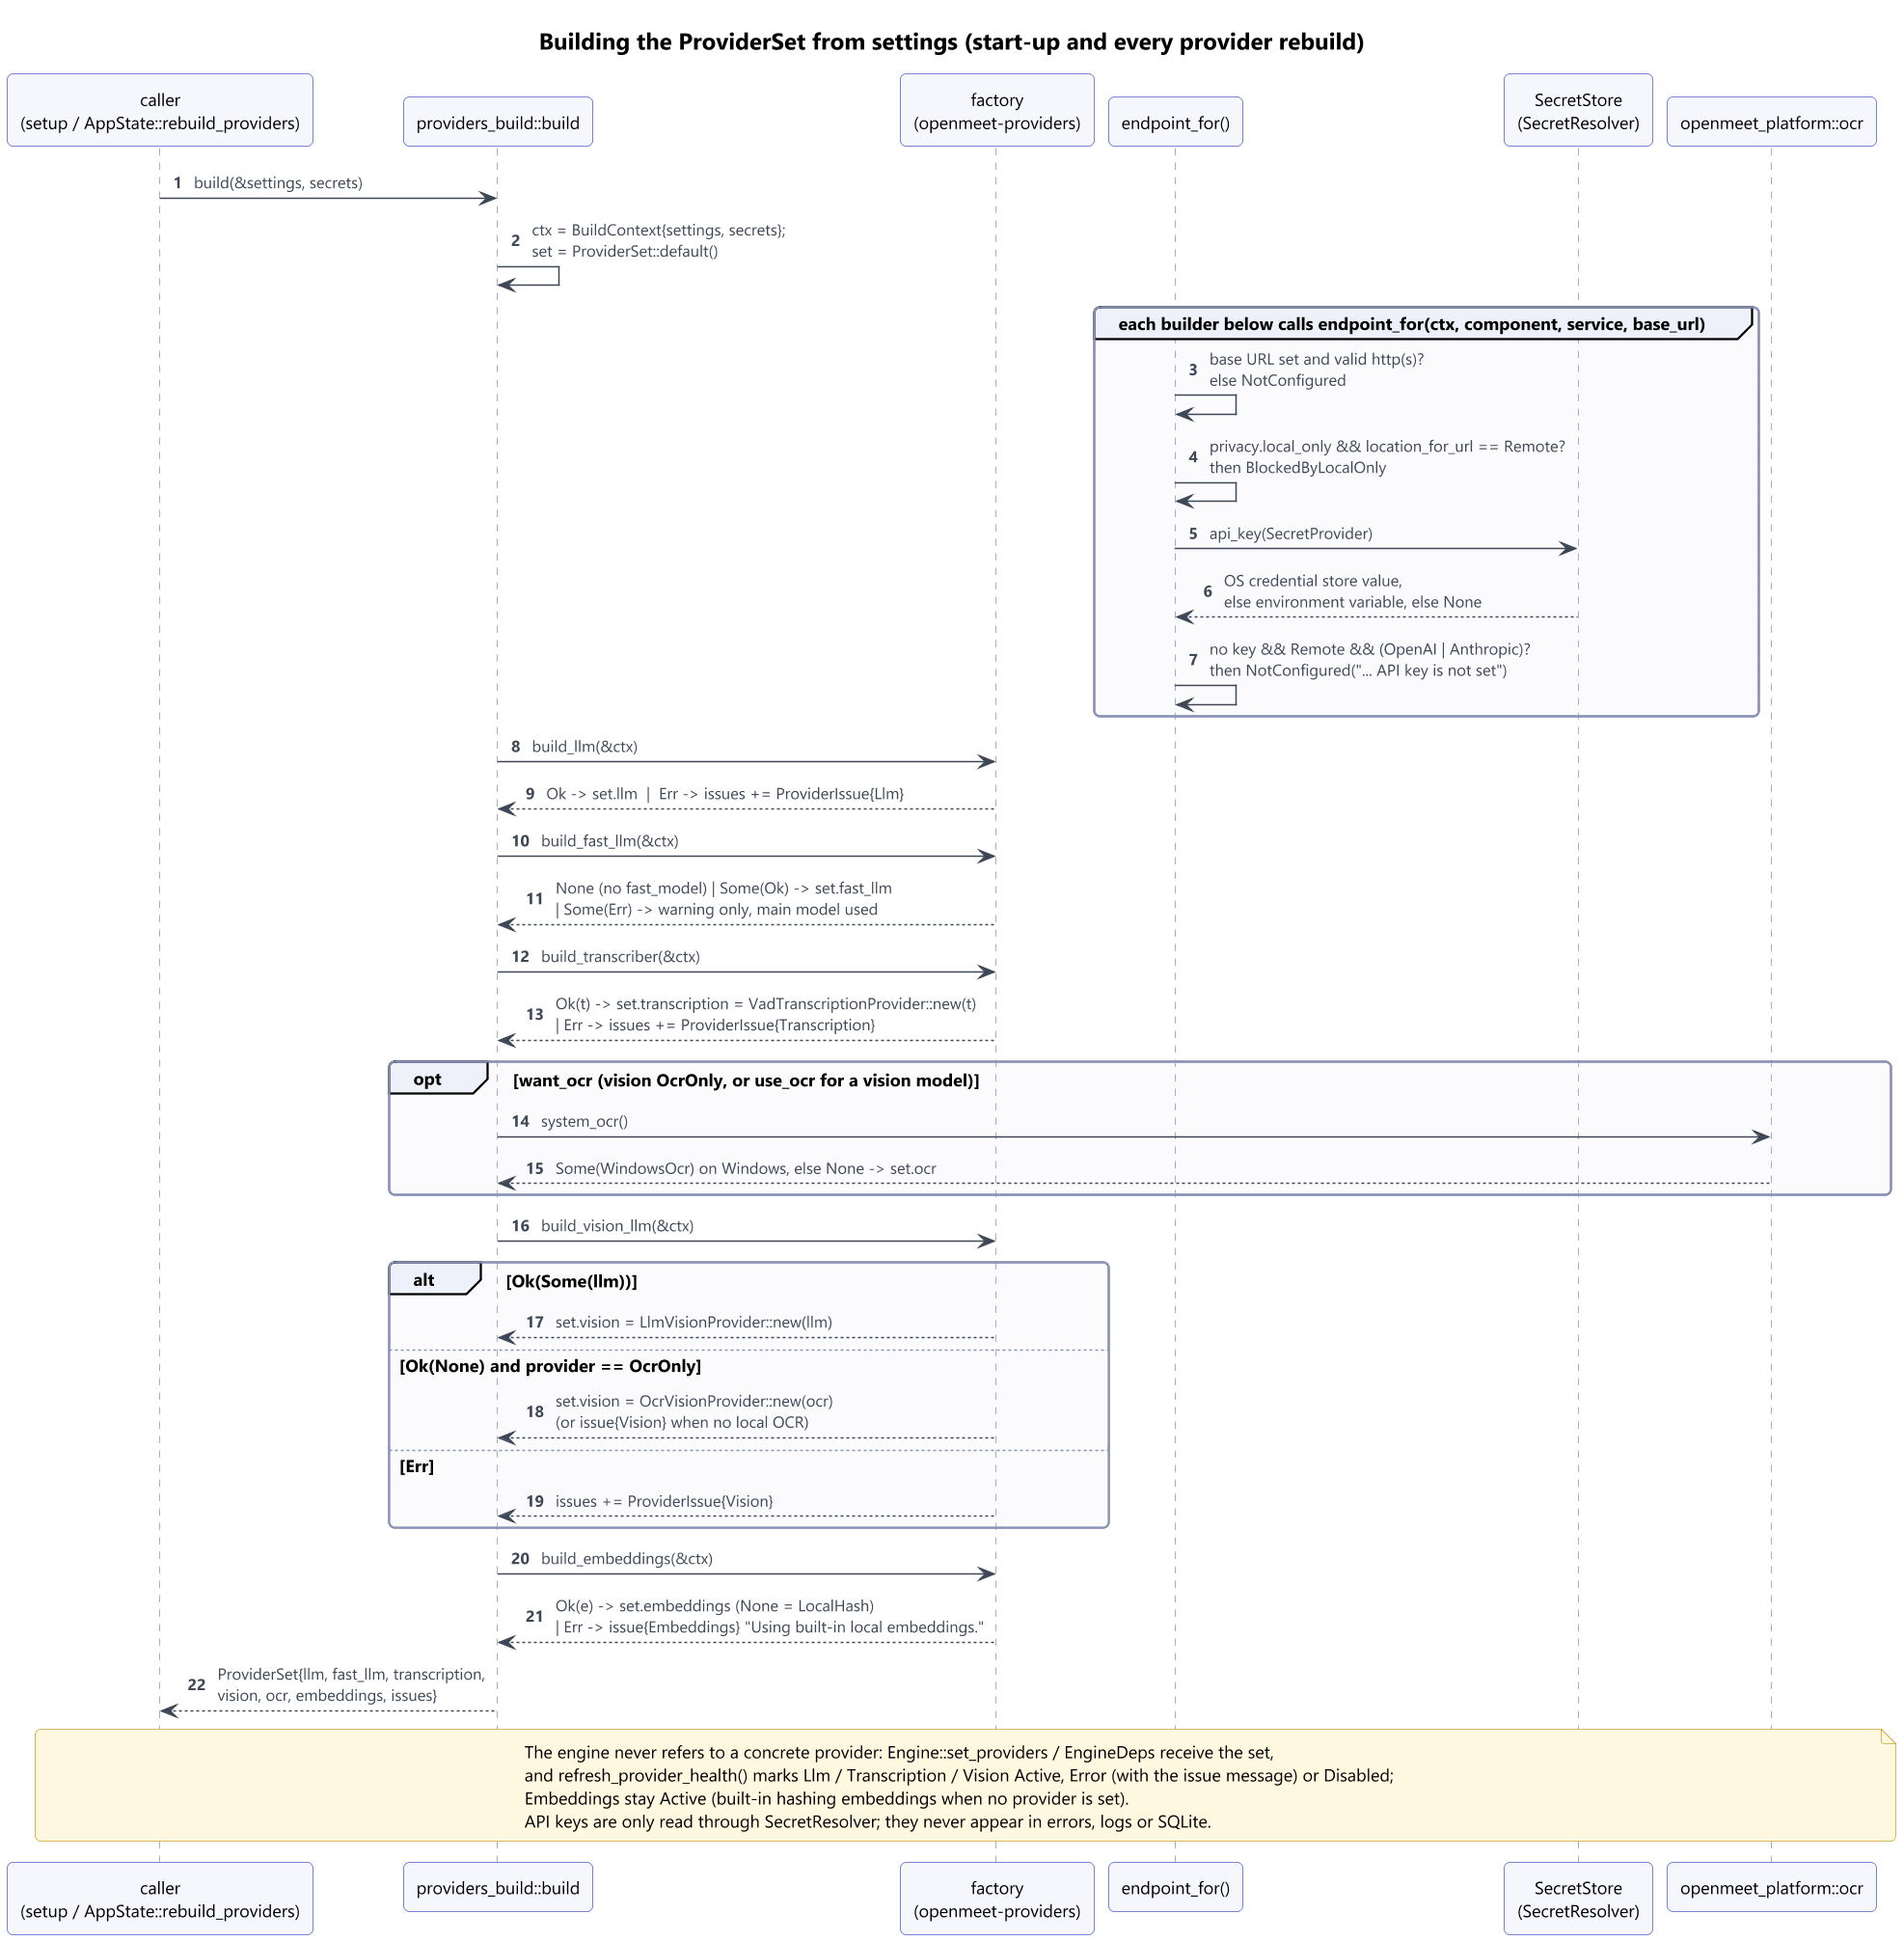 Building the ProviderSet from settings (start-up and every provider rebuild)
caller
(setup / AppState::rebuild_providers)
providers_build::build
factory
(openmeet-providers)
endpoint_for()
SecretStore
(SecretResolver)
openmeet_platform::ocr
1 build(&settings, secrets)
2 ctx = BuildContext{settings, secrets};
set = ProviderSet::default()
each builder below calls endpoint_for(ctx, component, service, base_url)
3 base URL set and valid http(s)?
else NotConfigured
4 privacy.local_only && location_for_url == Remote?
then BlockedByLocalOnly
5 api_key(SecretProvider)
6 OS credential store value,
else environment variable, else None
7 no key && Remote && (OpenAI | Anthropic)?
then NotConfigured("... API key is not set")
8 build_llm(&ctx)
9 Ok -> set.llm | Err -> issues += ProviderIssue{Llm}
10 build_fast_llm(&ctx)
11 None (no fast_model) | Some(Ok) -> set.fast_llm
| Some(Err) -> warning only, main model used
12 build_transcriber(&ctx)
13 Ok(t) -> set.transcription = VadTranscriptionProvider::new(t)
| Err -> issues += ProviderIssue{Transcription}
opt [want_ocr (vision OcrOnly, or use_ocr for a vision model)]
14 system_ocr()
15 Some(WindowsOcr) on Windows, else None -> set.ocr
16 build_vision_llm(&ctx)
alt [Ok(Some(llm))]
17 set.vision = LlmVisionProvider::new(llm)
[Ok(None) and provider == OcrOnly]
18 set.vision = OcrVisionProvider::new(ocr)
(or issue{Vision} when no local OCR)
[Err]
19 issues += ProviderIssue{Vision}
20 build_embeddings(&ctx)
21 Ok(e) -> set.embeddings (None = LocalHash)
| Err -> issue{Embeddings} "Using built-in local embeddings."
22 ProviderSet{llm, fast_llm, transcription,
vision, ocr, embeddings, issues}
The engine never refers to a concrete provider: Engine::set_providers / EngineDeps receive the set,
and refresh_provider_health() marks Llm / Transcription / Vision Active, Error (with the issue message) or Disabled;
Embeddings stay Active (built-in hashing embeddings when no provider is set).
API keys are only read through SecretResolver; they never appear in errors, logs or SQLite.
caller
(setup / AppState::rebuild_providers)
providers_build::build
factory
(openmeet-providers)
endpoint_for()
SecretStore
(SecretResolver)
openmeet_platform::ocr